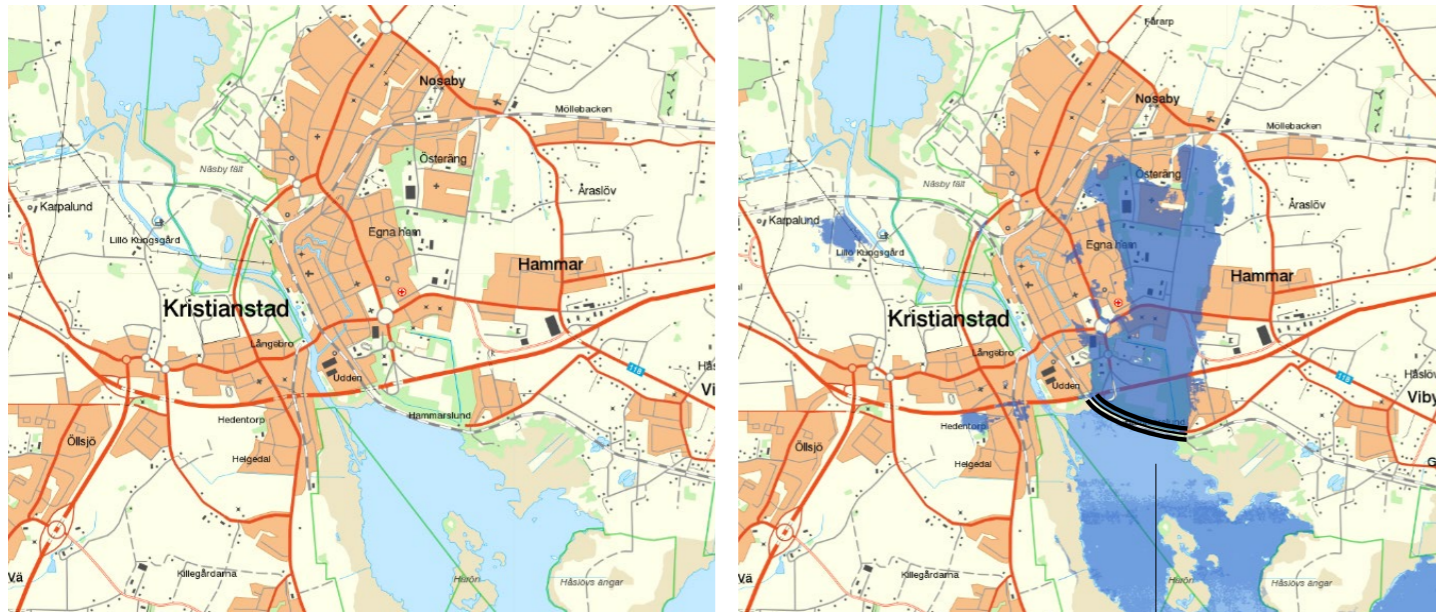 Nosaby
Möllebacken
Österäng
Näsby fält
Åraslöv
Karpalund
Lillö Kungsgård
Egna hem
Hammar
Kristianstad
Långebro
Udden
118
Vi
Hedentorp
Hammarslund
Öllsjö
Helgedal
Vä
Killegårdarna
Håslövs ängar
Fårarp
Nosaby
Möllebacken
Österäng
Näsby fält
Åraslöv
Karpalund
Lillö Kungsgård
Egna hem
Hammar
Kristianstad
Långebro
Udden
118
Håslöv
Viby
Hedentorp
Öllsjö
Helgedal
G
Vä
Killegårdarna
Håslövs ängar